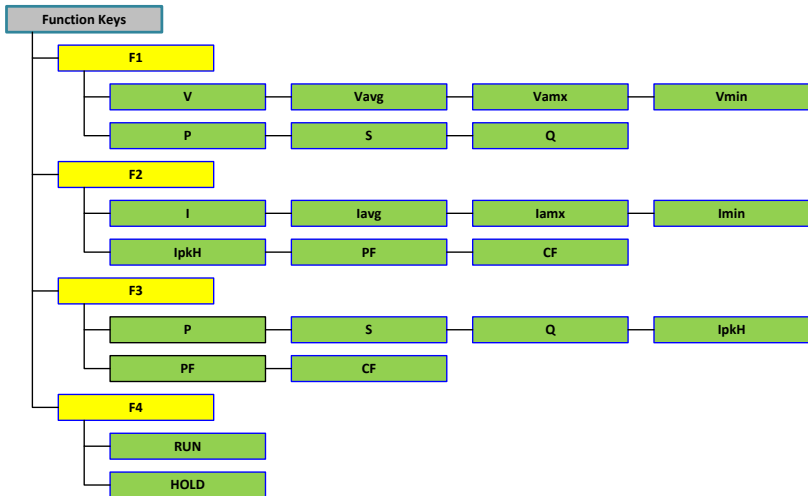 Function Keys
F1
V Vavg Vamx Vmin
P S Q
F2
I Iavg Iamx Imin
IpkH PF CF
F3
P S Q IpkH
PF CF
F4
RUN
HOLD